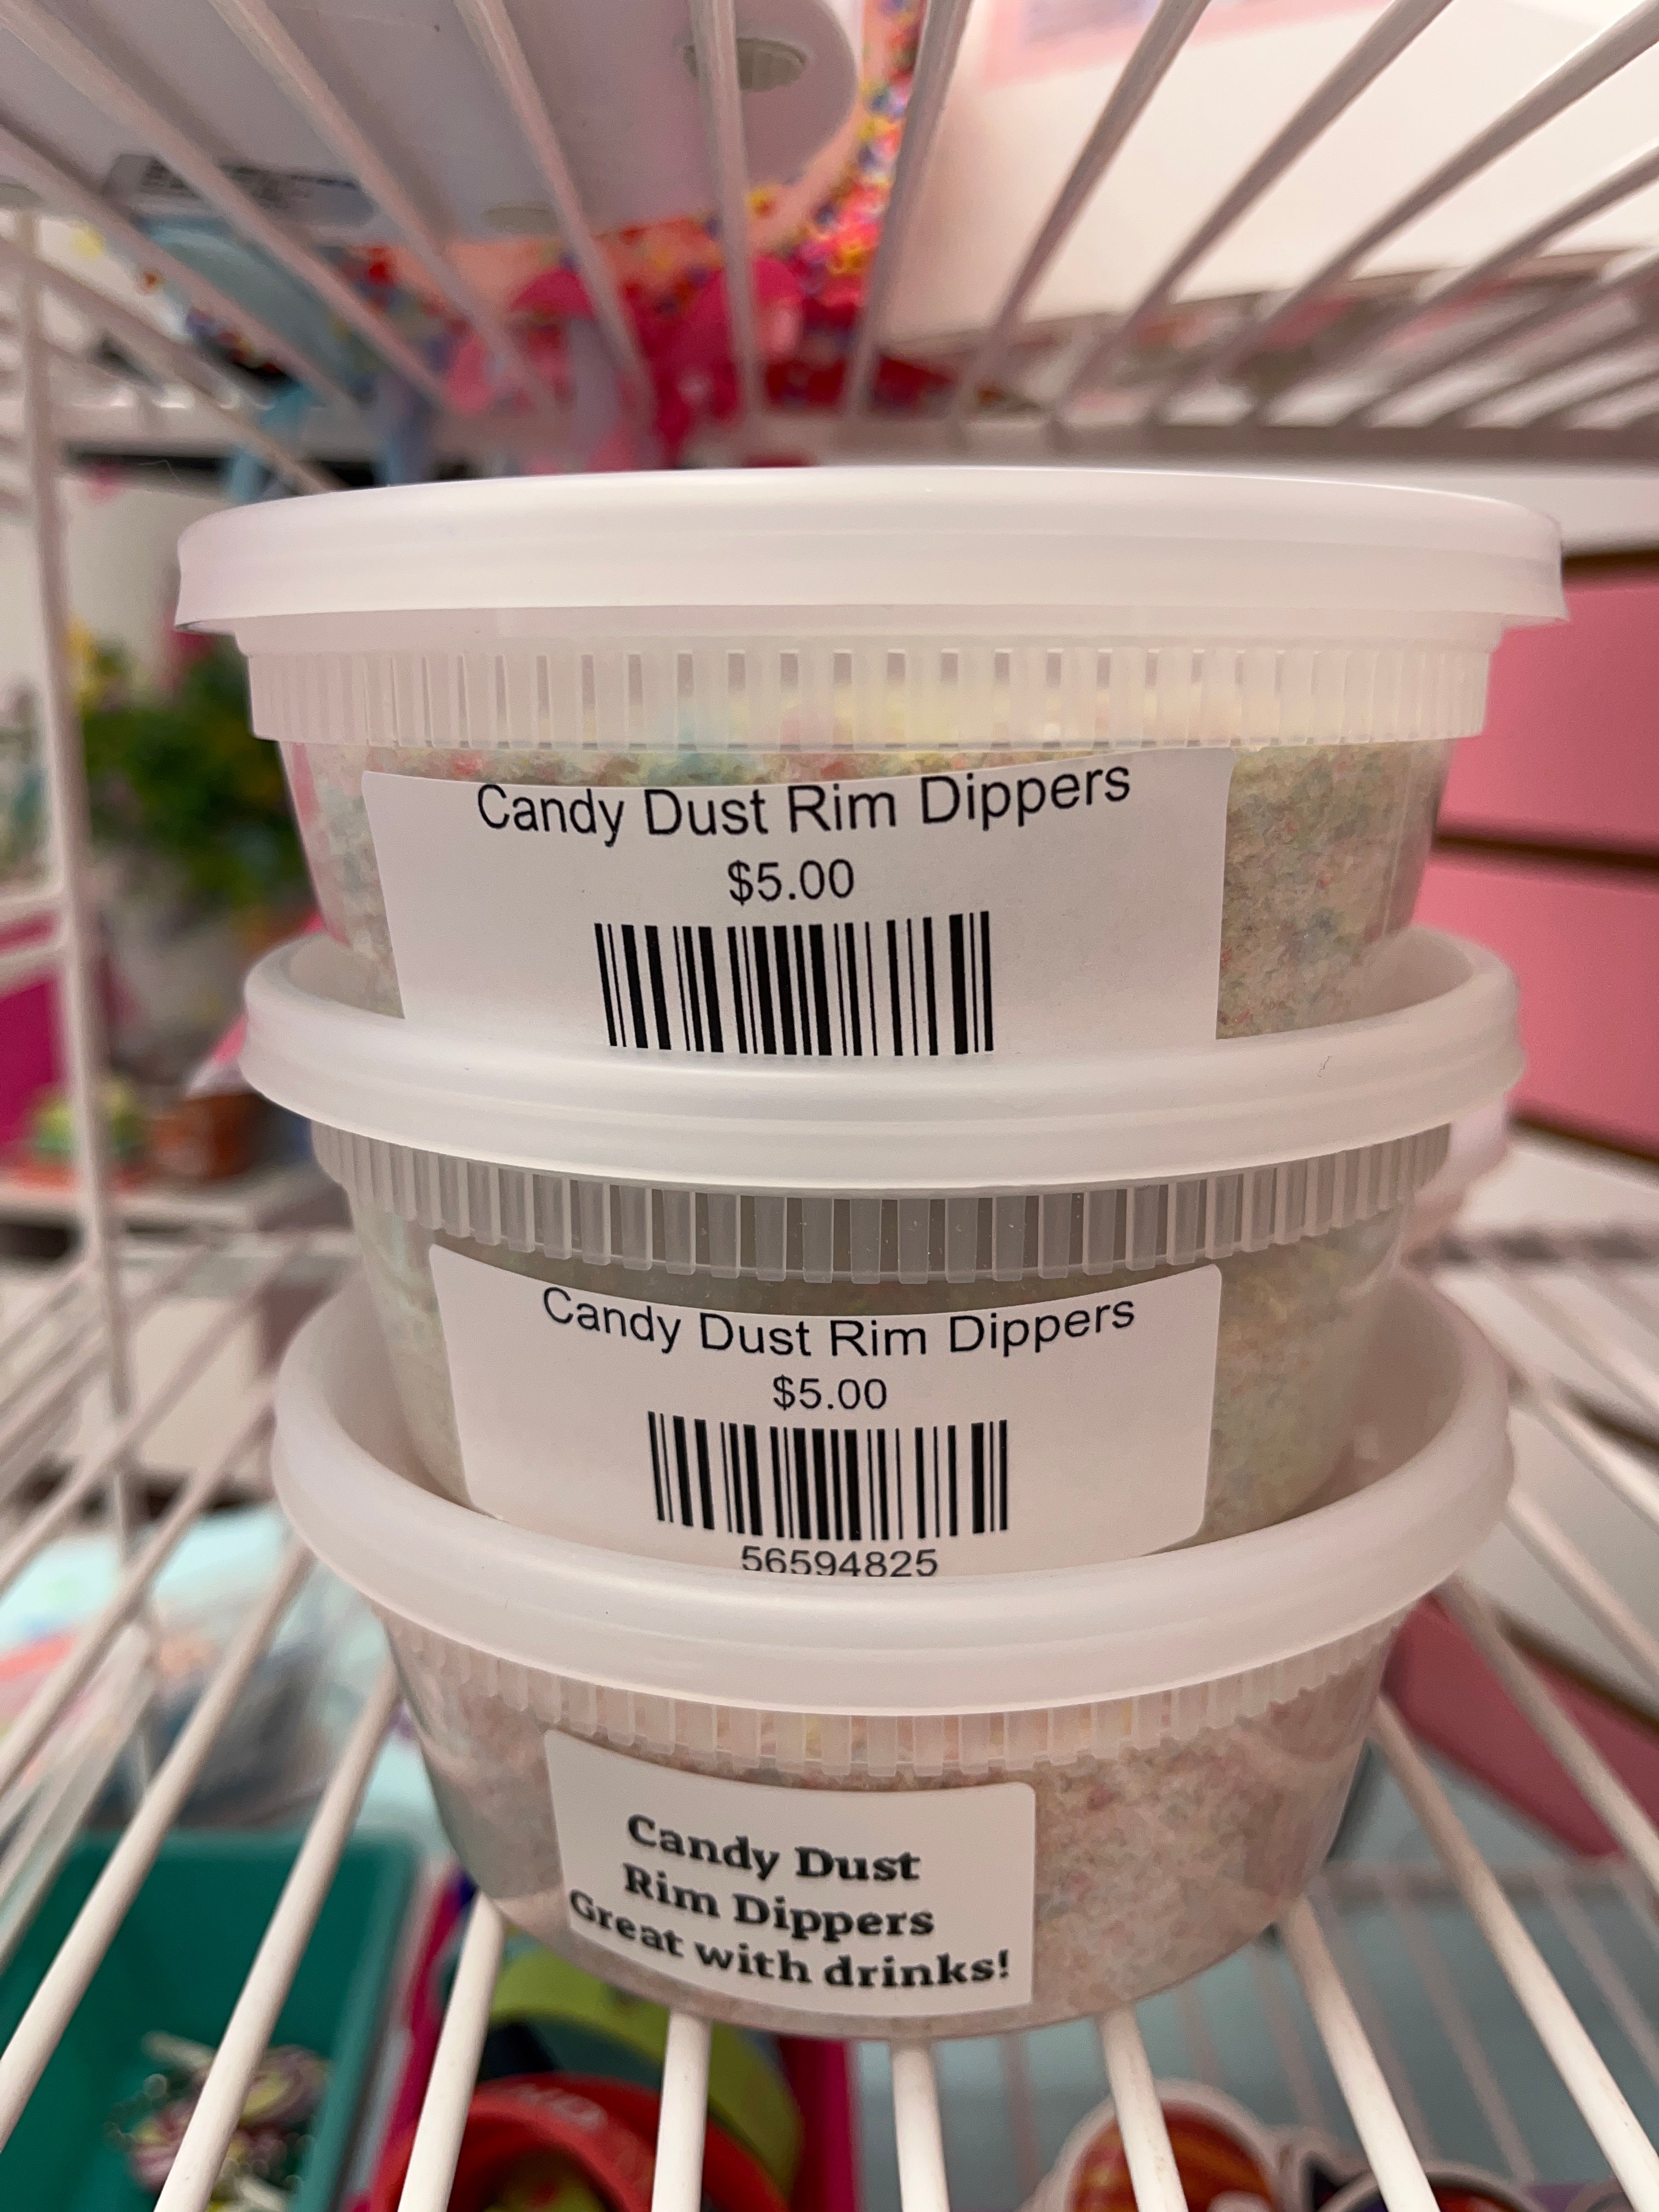 Candy Dust Rim Dippers
$5.00
Candy Dust Rim Dippers
$5.00
56594825
Candy Dust
Rim Dippers
Great with drinks!